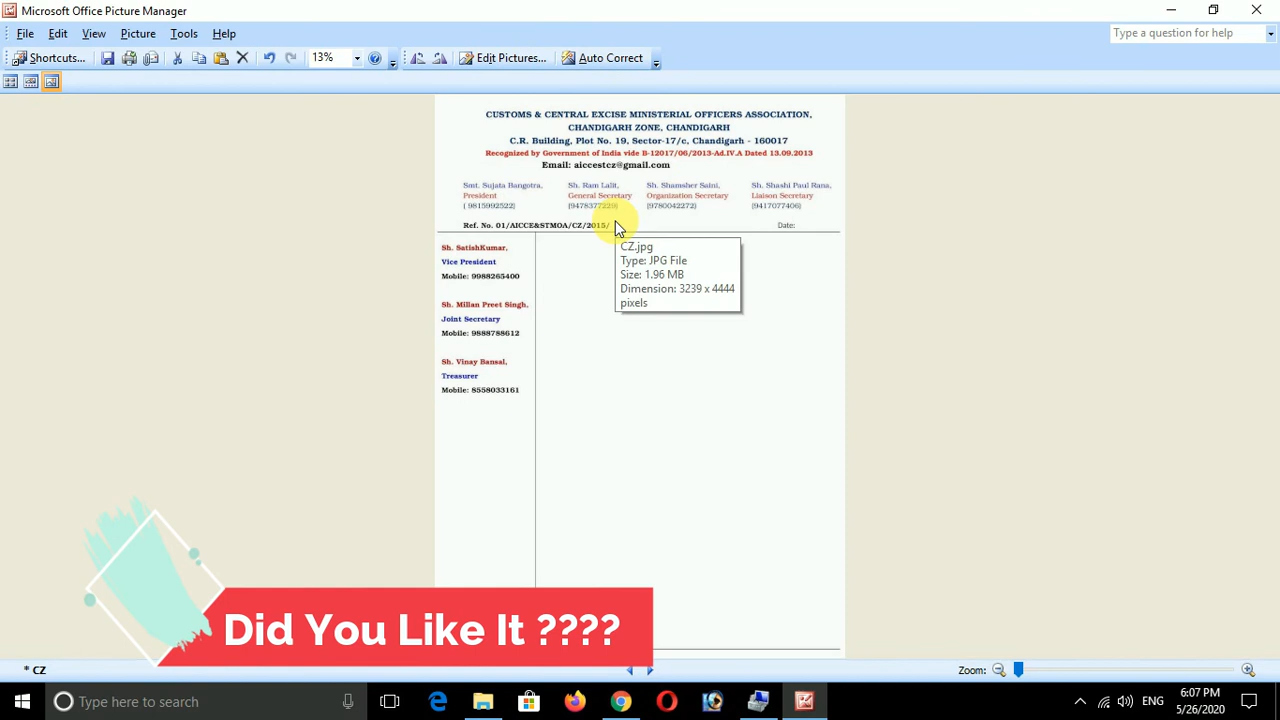 Microsoft Office Picture Manager
File Edit View Picture Tools Help
Type a question for help
Shortcuts... 13% Edit Pictures... Auto Correct
CUSTOMS & CENTRAL EXCISE MINISTERIAL OFFICERS ASSOCIATION,
CHANDIGARH ZONE, CHANDIGARH
C.R. Building, Plot No. 19, Sector-17/c, Chandigarh - 160017
Recognized by Government of India vide B-12017/06/2013-Ad.IV.A Dated 13.09.2013
Email: aiccestcz@gmail.com
Smt. Sujata Bangotra, Sh. Ram Lalit, Sh. Shamsher Saini, Sh. Shashi Paul Rana,
President General Secretary Organization Secretary Liaison Secretary
( 9815992522) (9478377229) (9780042272) (9417077406)
Ref. No. 01/AICCE&STMOA/CZ/2015/ Date:
Sh. SatishKumar,
Vice President
Mobile: 9988265400
Sh. Millan Preet Singh,
Joint Secretary
Mobile: 9888788612
Sh. Vinay Bansal,
Treasurer
Mobile: 8558033161
CZ.jpg
Type: JPG File
Size: 1.96 MB
Dimension: 3239 x 4444
pixels
Did You Like It ????
* CZ
Zoom:
Type here to search
ENG
6:07 PM
5/26/2020